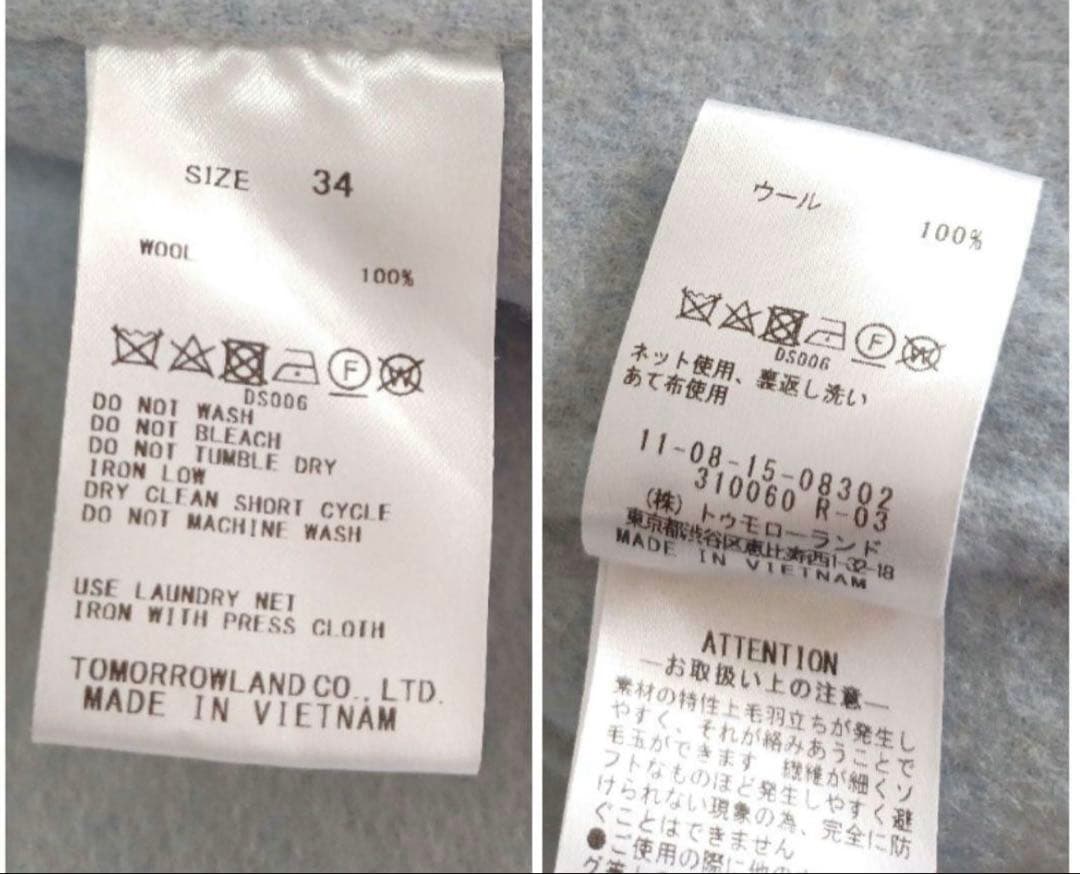 SIZE 34
WOOL
100%
F W
DS006
DO NOT WASH
DO NOT BLEACH
DO NOT TUMBLE DRY
IRON LOW
DRY CLEAN SHORT CYCLE
DO NOT MACHINE WASH
USE LAUNDRY NET
IRON WITH PRESS CLOTH
TOMORROWLAND CO., LTD.
MADE IN VIETNAM
ウール
100%
F W
DS006
ネット使用、裏返し洗い
あて布使用
11-08-15-08302
310060 R-03
(株)トゥモローランド
東京都渋谷区恵比寿西1-32-18
MADE IN VIETNAM
ATTENTION
―お取扱い上の注意―
素材の特性上毛羽立ちが発生し
やすく、それが絡みあうことで
毛玉ができます 繊維が細くソ
フトなものほど発生しやすく避
けられない現象の為、完全に防
ぐことはできません
●ご使用の際に他の